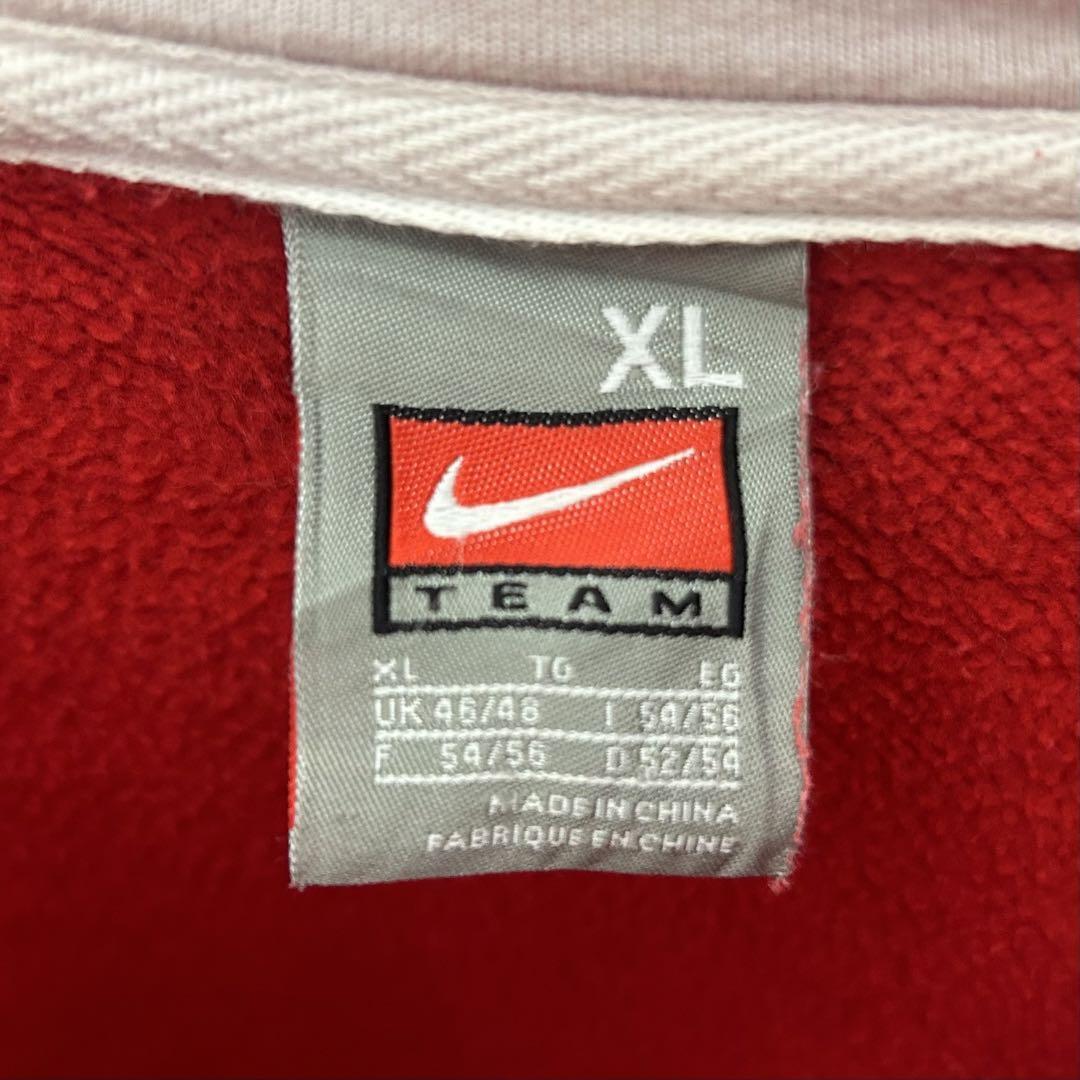 XL
TEAM
XL TG EG
UK 46/48 I 54/56
F 54/56 D 52/54
MADE IN CHINA
FABRIQUE EN CHINE